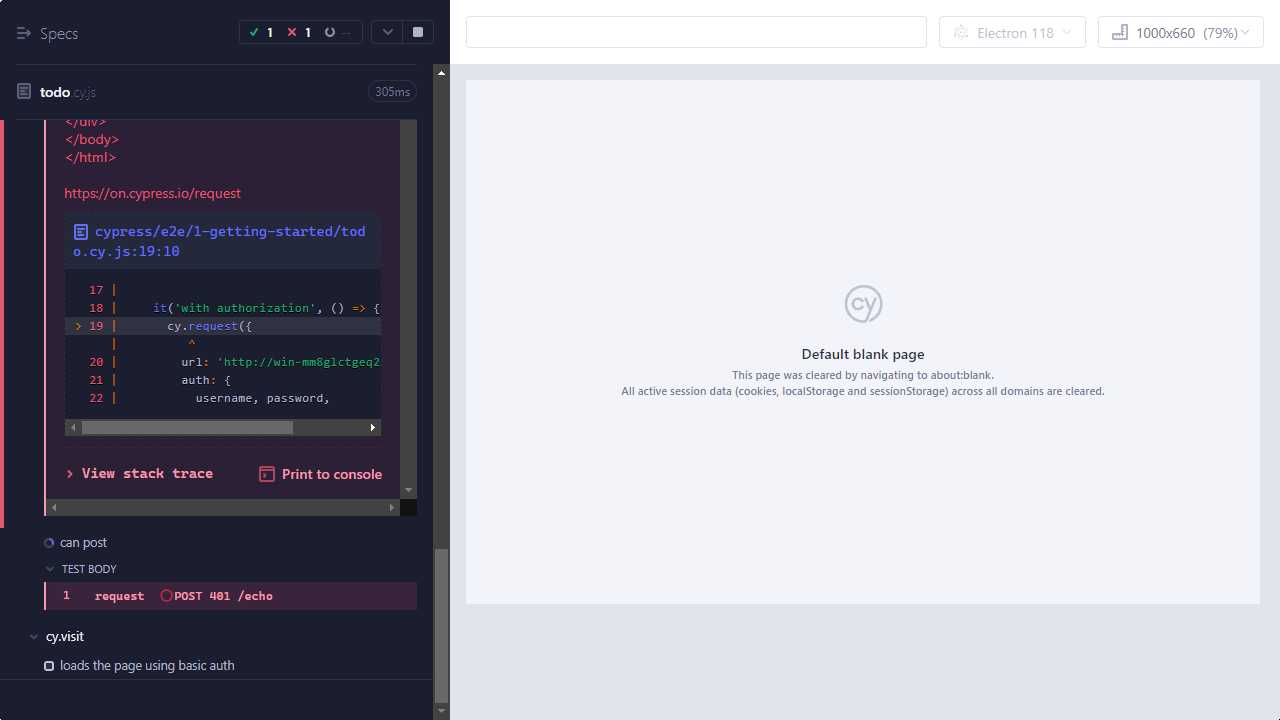 Specs
1
1
--
Electron 118
1000x660 (79%)
todo.cy.js
305ms
</div>
</body>
</html>
https://on.cypress.io/request
cypress/e2e/1-getting-started/tod
o.cy.js:19:10
17 |
18 | it('with authorization', () => {
> 19 | cy.request({
| ^
20 | url: 'http://win-mm8glctgeq2
21 | auth: {
22 | username, password,
> View stack trace
Print to console
can post
TEST BODY
1 request POST 401 /echo
cy.visit
loads the page using basic auth
cy
Default blank page
This page was cleared by navigating to about:blank.
All active session data (cookies, localStorage and sessionStorage) across all domains are cleared.